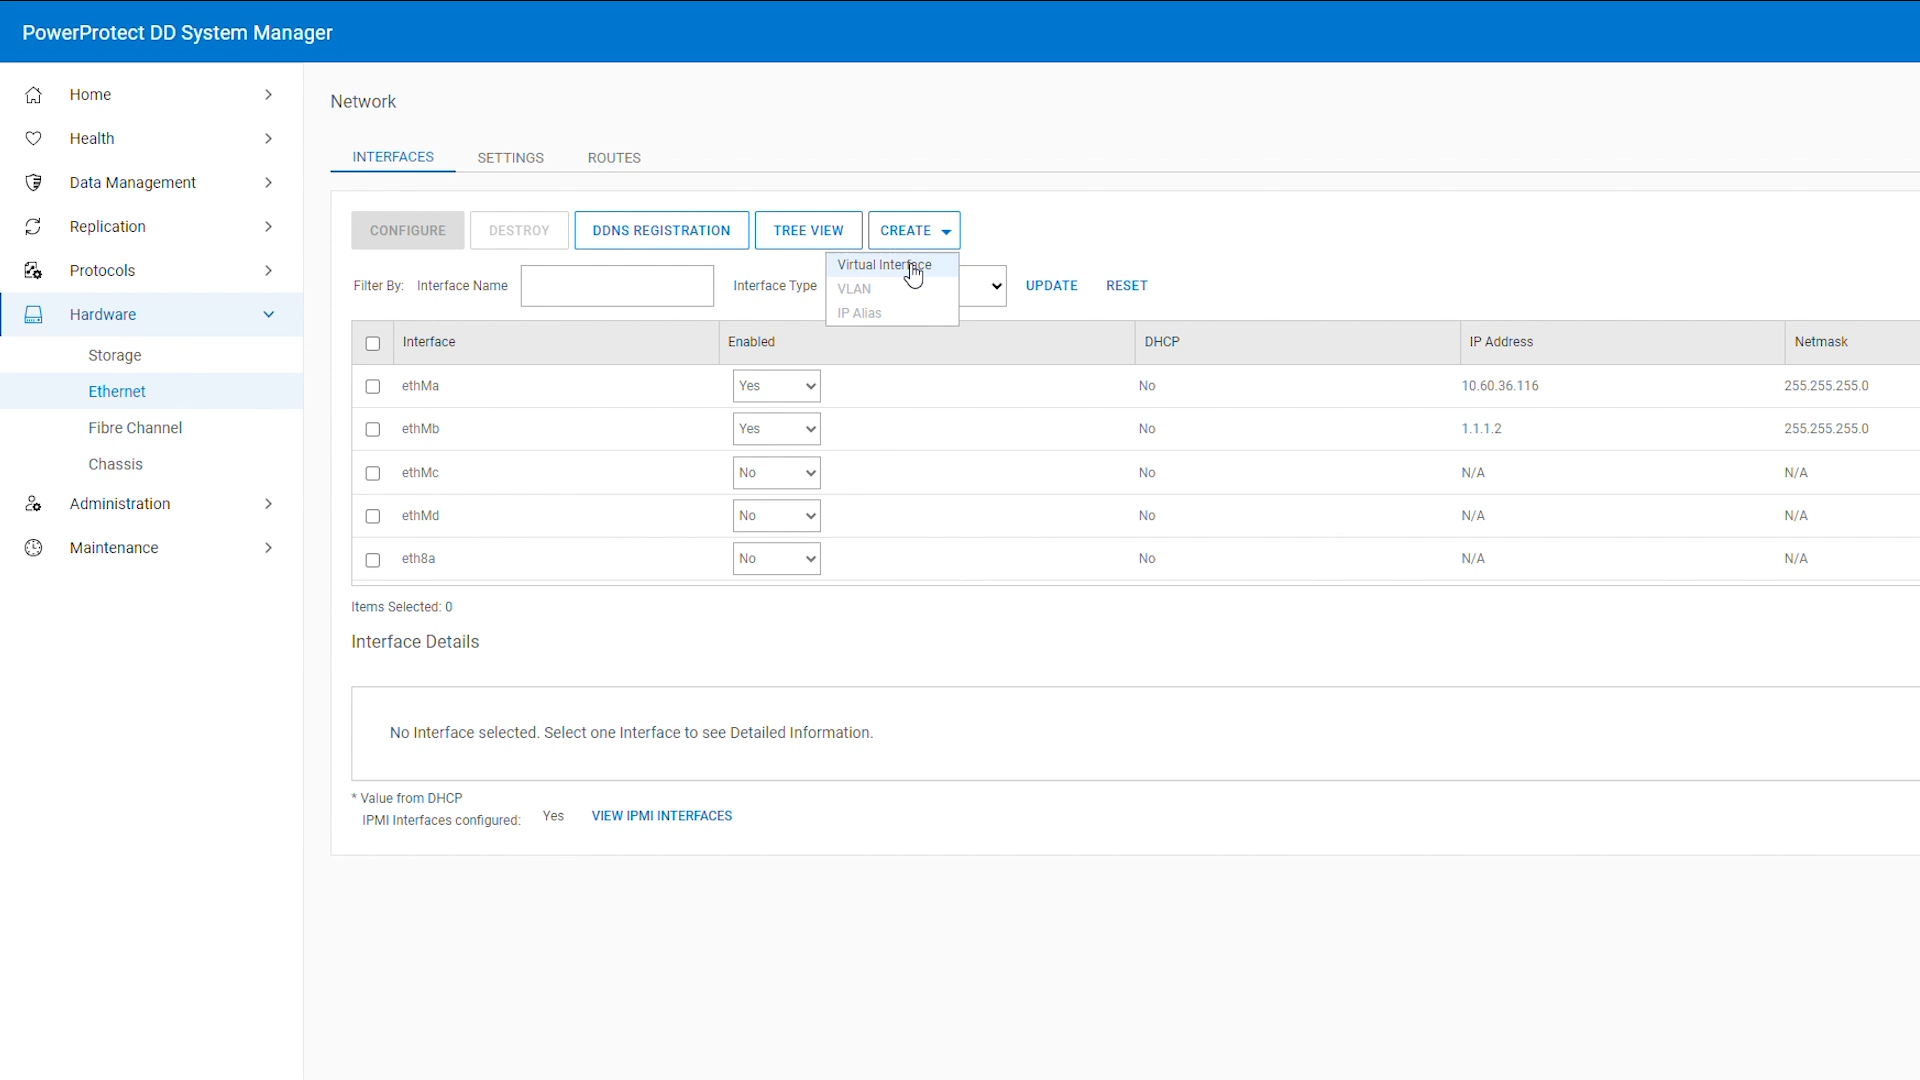 PowerProtect DD System Manager
Home
Health
Data Management
Replication
Protocols
Hardware
Storage
Ethernet
Fibre Channel
Chassis
Administration
Maintenance
Network
INTERFACES SETTINGS ROUTES
CONFIGURE DESTROY DDNS REGISTRATION TREE VIEW CREATE
Virtual Interface
VLAN
IP Alias
Filter By: Interface Name Interface Type UPDATE RESET
Interface Enabled DHCP IP Address Netmask
ethMa Yes No 10.60.36.116 255.255.255.0
ethMb Yes No 1.1.1.2 255.255.255.0
ethMc No No N/A N/A
ethMd No No N/A N/A
eth8a No No N/A N/A
Items Selected: 0
Interface Details
No Interface selected. Select one Interface to see Detailed Information.
* Value from DHCP
IPMI Interfaces configured: Yes VIEW IPMI INTERFACES